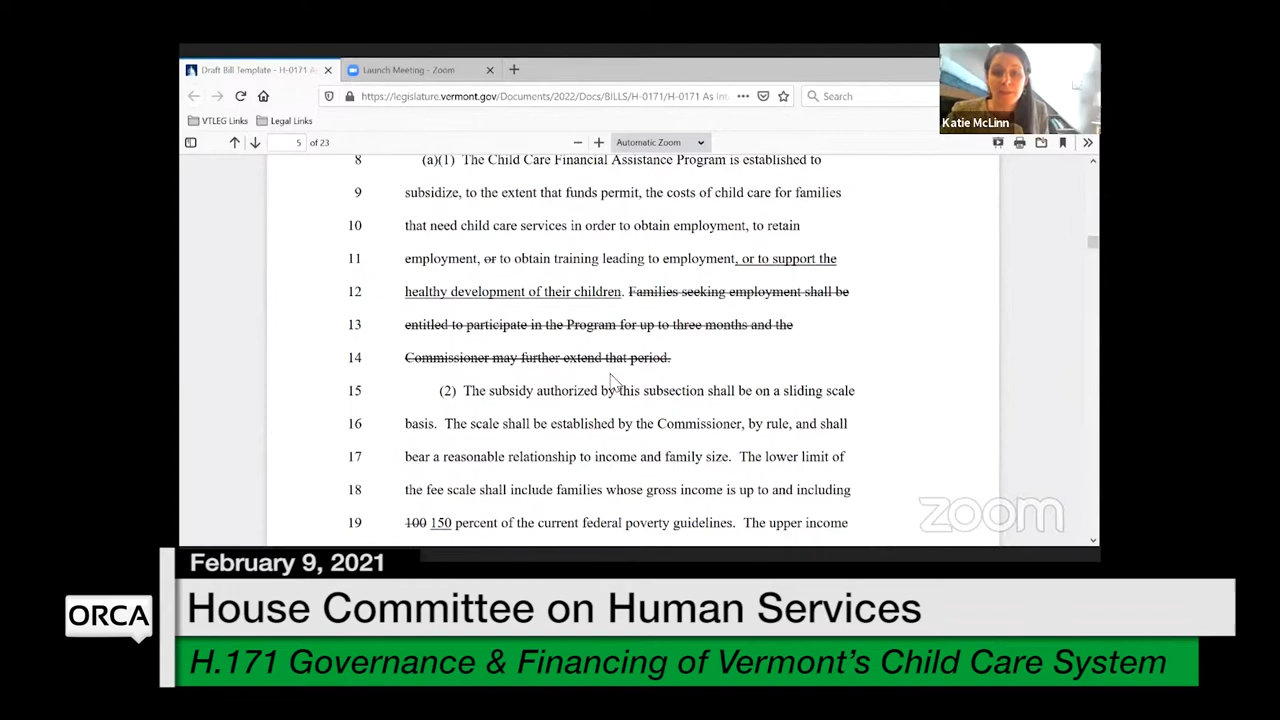 Draft Bill Template - H-0171 As
Launch Meeting - Zoom
https://legislature.vermont.gov/Documents/2022/Docs/BILLS/H-0171/H-0171 As Int
Search
VTLEG Links
Legal Links
5 of 23
Automatic Zoom
Katie McLinn
8 (a)(1) The Child Care Financial Assistance Program is established to
9 subsidize, to the extent that funds permit, the costs of child care for families
10 that need child care services in order to obtain employment, to retain
11 employment, or to obtain training leading to employment, or to support the
12 healthy development of their children. Families seeking employment shall be
13 entitled to participate in the Program for up to three months and the
14 Commissioner may further extend that period.
15 (2) The subsidy authorized by this subsection shall be on a sliding scale
16 basis. The scale shall be established by the Commissioner, by rule, and shall
17 bear a reasonable relationship to income and family size. The lower limit of
18 the fee scale shall include families whose gross income is up to and including
19 100 150 percent of the current federal poverty guidelines. The upper income
zoom
February 9, 2021
ORCA
House Committee on Human Services
H.171 Governance & Financing of Vermont's Child Care System